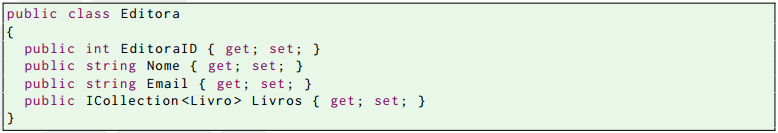 public class Editora
{
  public int EditoraID { get; set; }
  public string Nome { get; set; }
  public string Email { get; set; }
  public ICollection<Livro> Livros { get; set; }
}